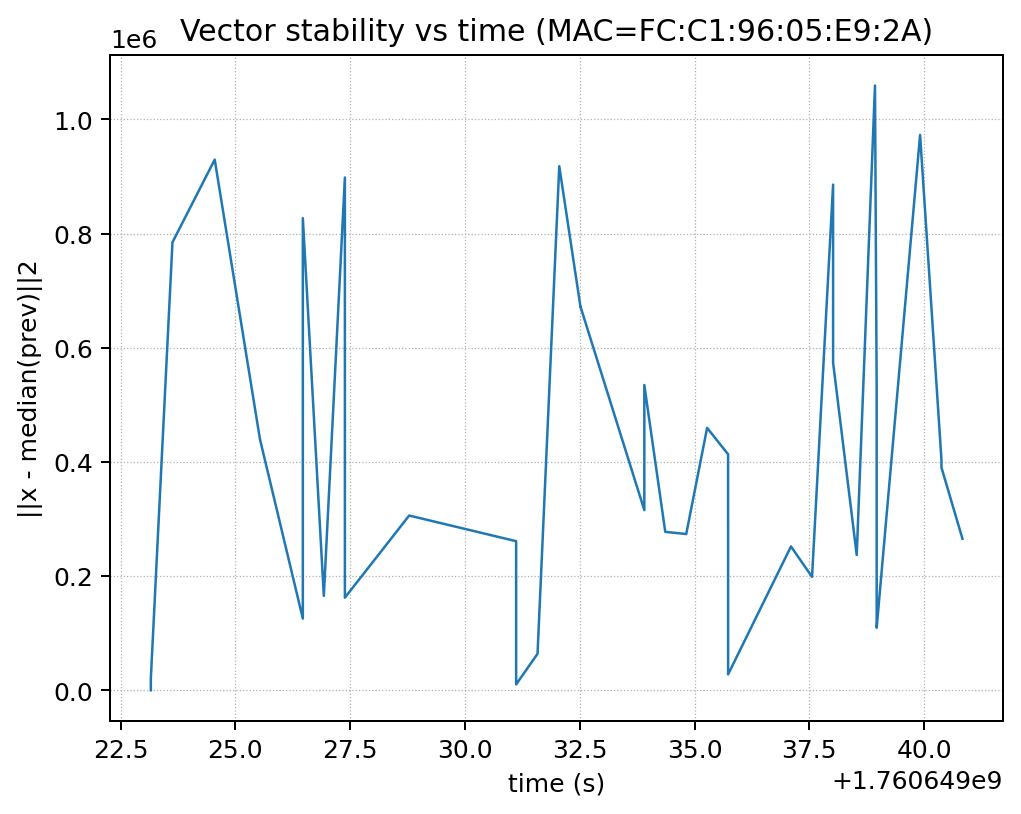 Vector stability vs time (MAC=FC:C1:96:05:E9:2A)
1e6
1.0
0.8
0.6
0.4
0.2
0.0
||x - median(prev)||2
22.5 25.0 27.5 30.0 32.5 35.0 37.5 40.0
time (s)
+1.760649e9